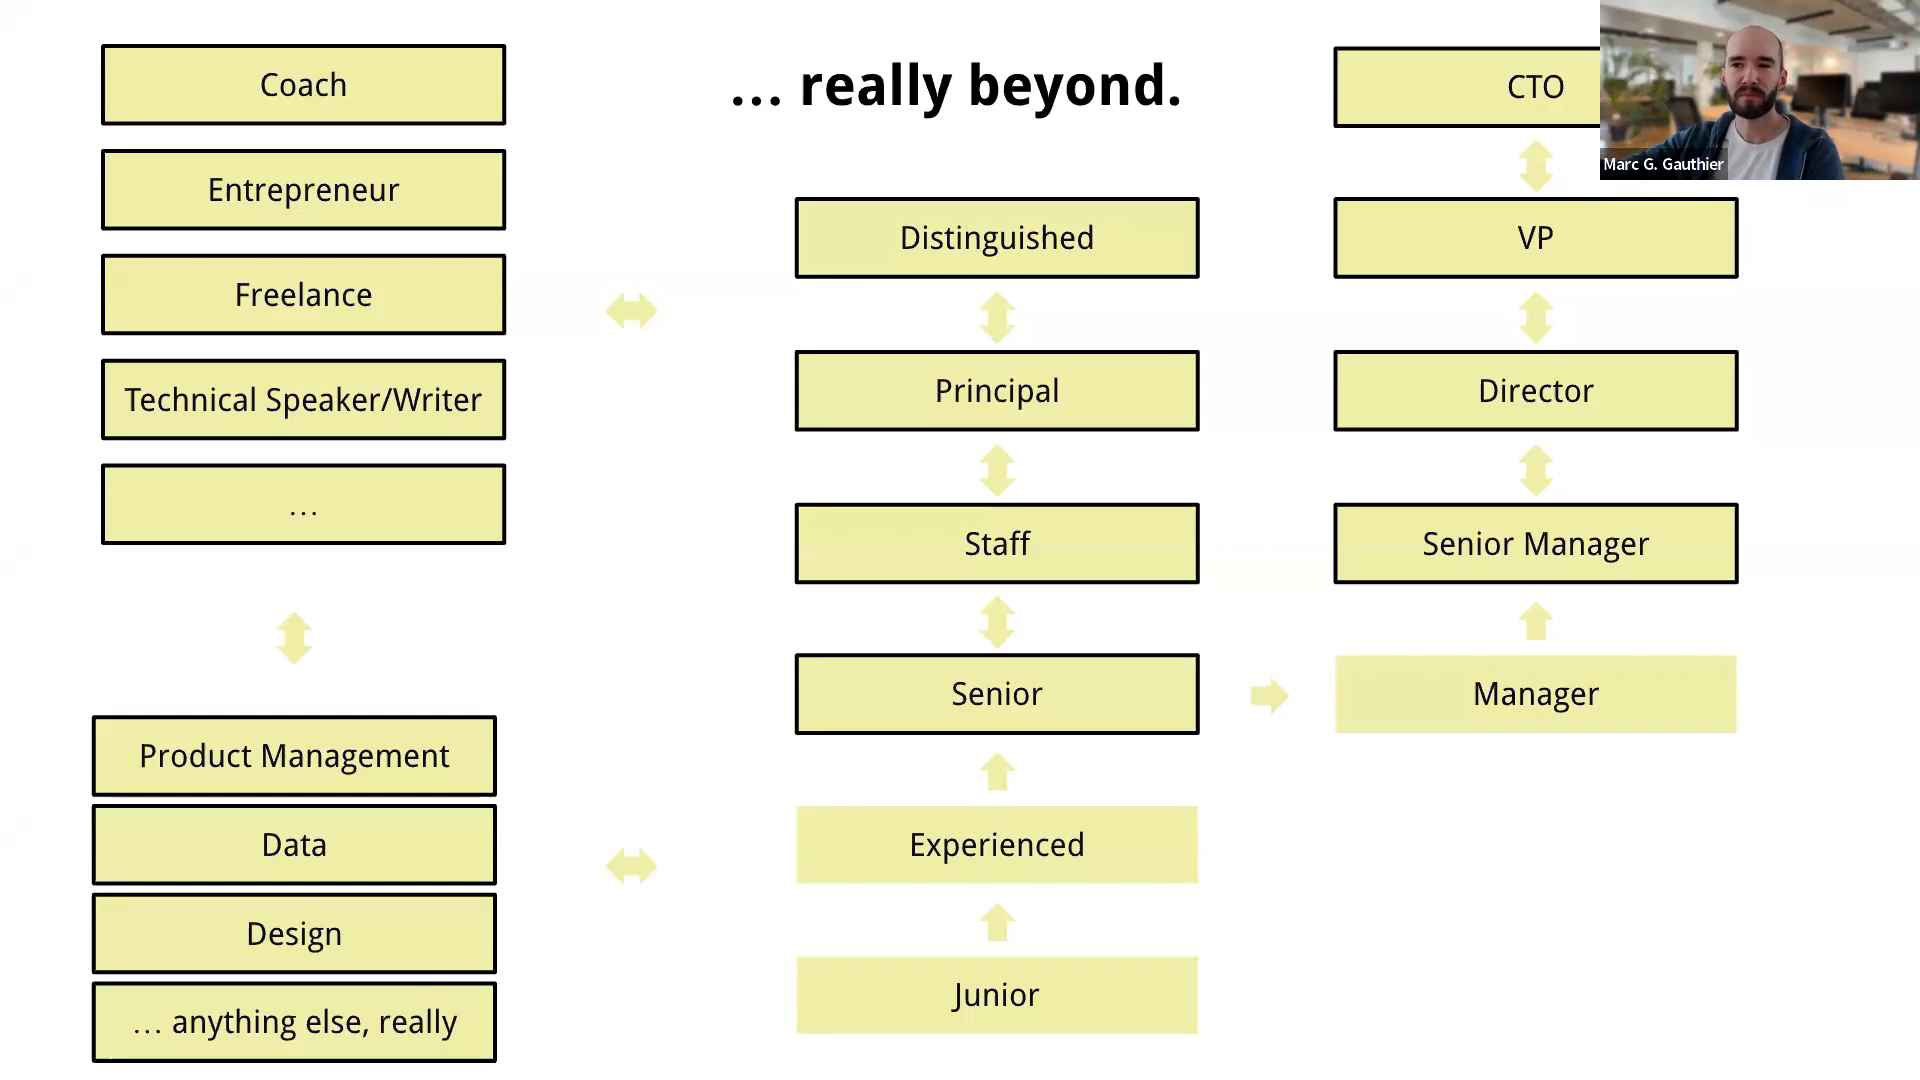 … really beyond.
Coach
Entrepreneur
Freelance
Technical Speaker/Writer
…
Product Management
Data
Design
… anything else, really
Distinguished
Principal
Staff
Senior
Experienced
Junior
CTO
VP
Director
Senior Manager
Manager
Marc G. Gauthier